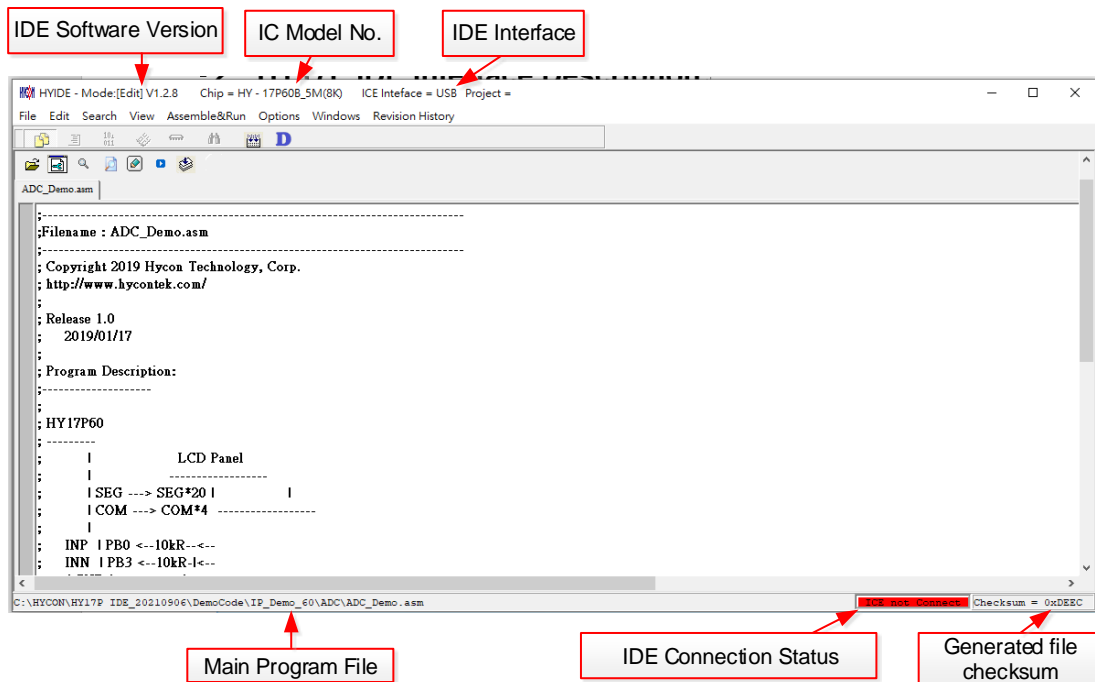 IDE Software Version
IC Model No.
IDE Interface
HYIDE - Mode:[Edit] V1.2.8 Chip = HY - 17P60B_5M(8K) ICE Inteface = USB Project =
File Edit Search View Assemble&Run Options Windows Revision History
D
ADC_Demo.asm
;-----------------------------------------------------------------------------
;Filename : ADC_Demo.asm
;-----------------------------------------------------------------------------
; Copyright 2019 Hycon Technology, Corp.
; http://www.hycontek.com/
;
; Release 1.0
; 2019/01/17
;
; Program Description:
;--------------------
;
; HY17P60
; ---------
; | LCD Panel
; | ------------------
; | SEG ---> SEG*20 | |
; | COM ---> COM*4 ------------------
; |
; INP | PB0 <--10kR--<--
; INN | PB3 <--10kR-|<--
C:\HYCON\HY17P IDE_20210906\DemoCode\IP_Demo_60\ADC\ADC_Demo.asm
ICE not Connect
Checksum = 0xDEEC
Main Program File
IDE Connection Status
Generated file
checksum